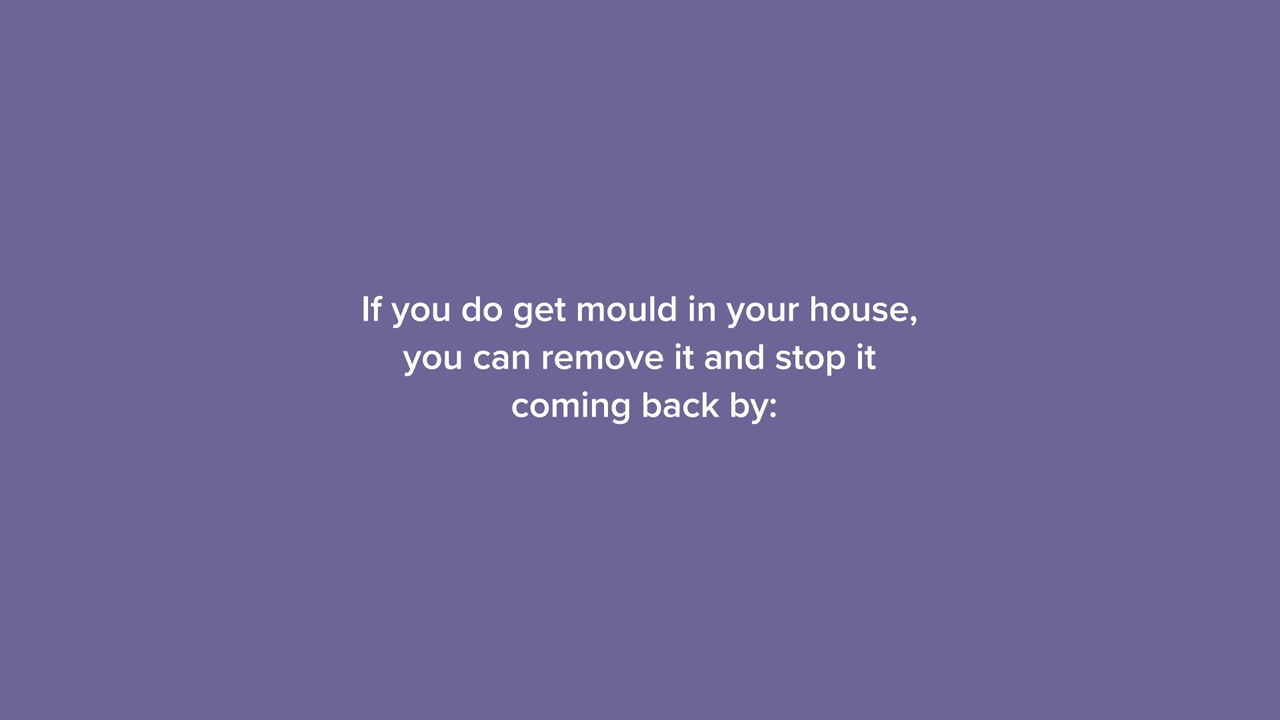 If you do get mould in your house,
you can remove it and stop it
coming back by: